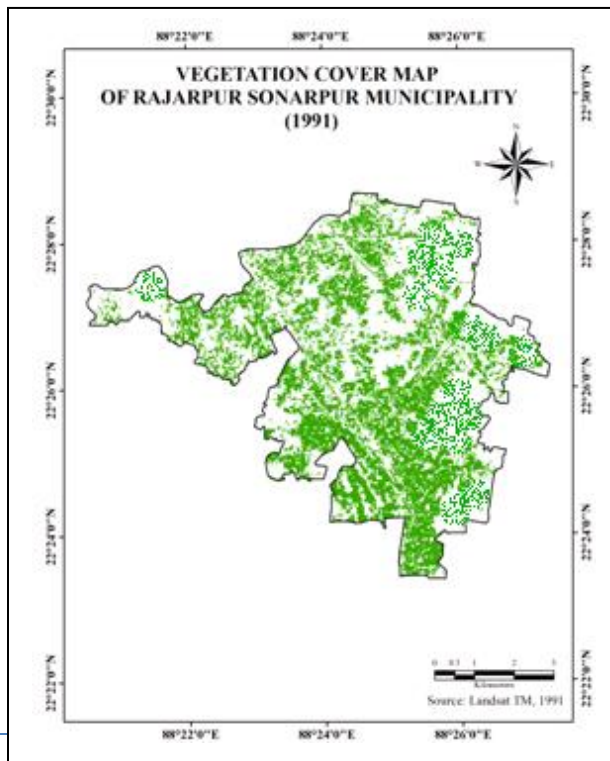 88°22'0"E 88°24'0"E 88°26'0"E
VEGETATION COVER MAP
OF RAJARPUR SONARPUR MUNICIPALITY
(1991)
22°30'0"N 22°30'0"N
N
W E
S
22°28'0"N 22°28'0"N
22°26'0"N 22°26'0"N
22°24'0"N 22°24'0"N
22°22'0"N 22°22'0"N
0 0.5 1 2 3
Kilometers
Source: Landsat TM, 1991
88°22'0"E 88°24'0"E 88°26'0"E